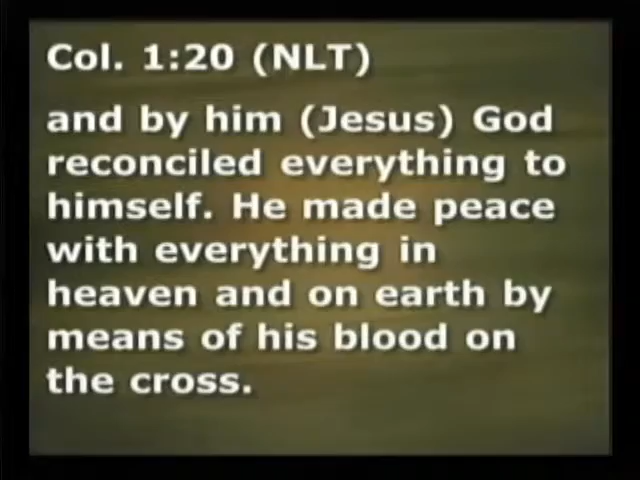 Col. 1:20 (NLT)
and by him (Jesus) God
reconciled everything to
himself. He made peace
with everything in
heaven and on earth by
means of his blood on
the cross.